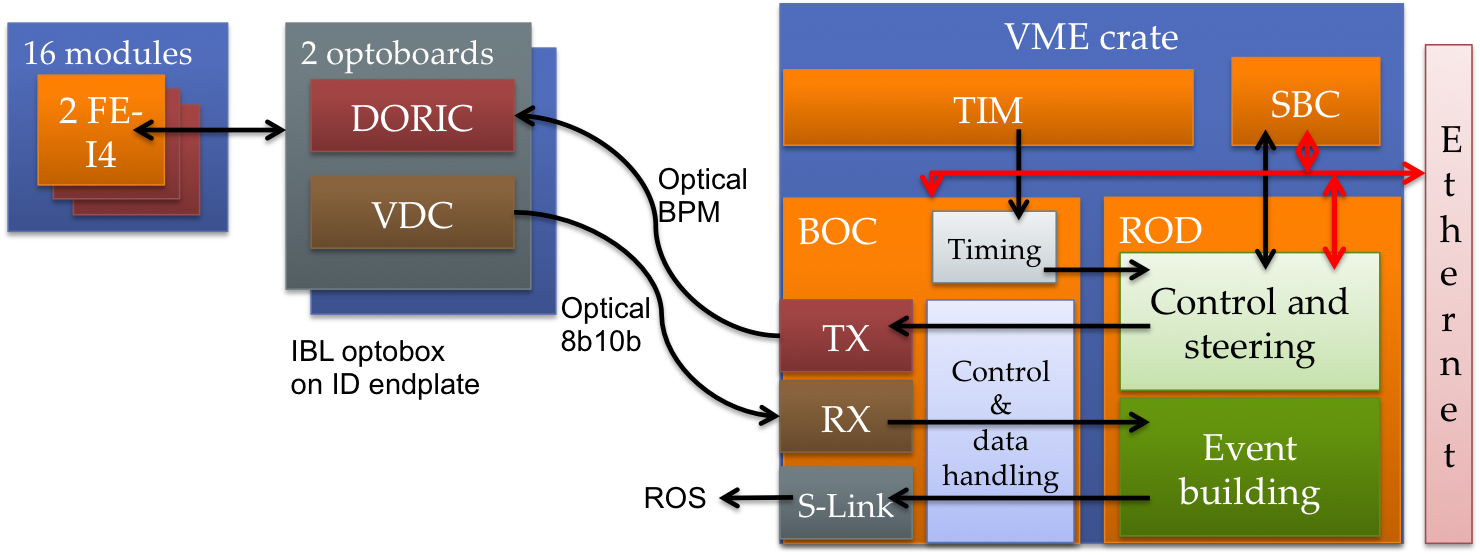 16 modules
2 FE-
I4
2 optoboards
DORIC
VDC
IBL optobox
on ID endplate
Optical
BPM
Optical
8b10b
ROS
VME crate
TIM
SBC
BOC
Timing
TX
RX
S-Link
Control
&
data
handling
ROD
Control and
steering
Event
building
Ethernet